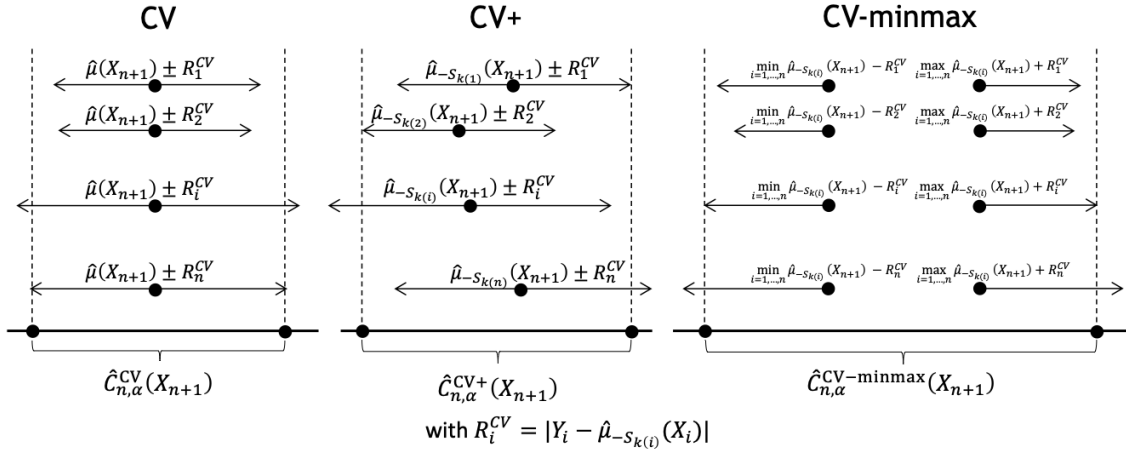 CV
CV+
CV-minmax
μ̂(X_{n+1}) ± R_1^{CV}
μ̂_{-S_{k(1)}}(X_{n+1}) ± R_1^{CV}
min_{i=1,...,n} μ̂_{-S_{k(i)}}(X_{n+1}) − R_1^{CV}
max_{i=1,...,n} μ̂_{-S_{k(i)}}(X_{n+1}) + R_1^{CV}
μ̂(X_{n+1}) ± R_2^{CV}
μ̂_{-S_{k(2)}}(X_{n+1}) ± R_2^{CV}
min_{i=1,...,n} μ̂_{-S_{k(i)}}(X_{n+1}) − R_2^{CV}
max_{i=1,...,n} μ̂_{-S_{k(i)}}(X_{n+1}) + R_2^{CV}
μ̂(X_{n+1}) ± R_i^{CV}
μ̂_{-S_{k(i)}}(X_{n+1}) ± R_i^{CV}
min_{i=1,...,n} μ̂_{-S_{k(i)}}(X_{n+1}) − R_i^{CV}
max_{i=1,...,n} μ̂_{-S_{k(i)}}(X_{n+1}) + R_i^{CV}
μ̂(X_{n+1}) ± R_n^{CV}
μ̂_{-S_{k(n)}}(X_{n+1}) ± R_n^{CV}
min_{i=1,...,n} μ̂_{-S_{k(i)}}(X_{n+1}) − R_n^{CV}
max_{i=1,...,n} μ̂_{-S_{k(i)}}(X_{n+1}) + R_n^{CV}
Ĉ_{n,α}^{CV}(X_{n+1})
Ĉ_{n,α}^{CV+}(X_{n+1})
Ĉ_{n,α}^{CV−minmax}(X_{n+1})
with R_i^{CV} = |Y_i − μ̂_{-S_{k(i)}}(X_i)|